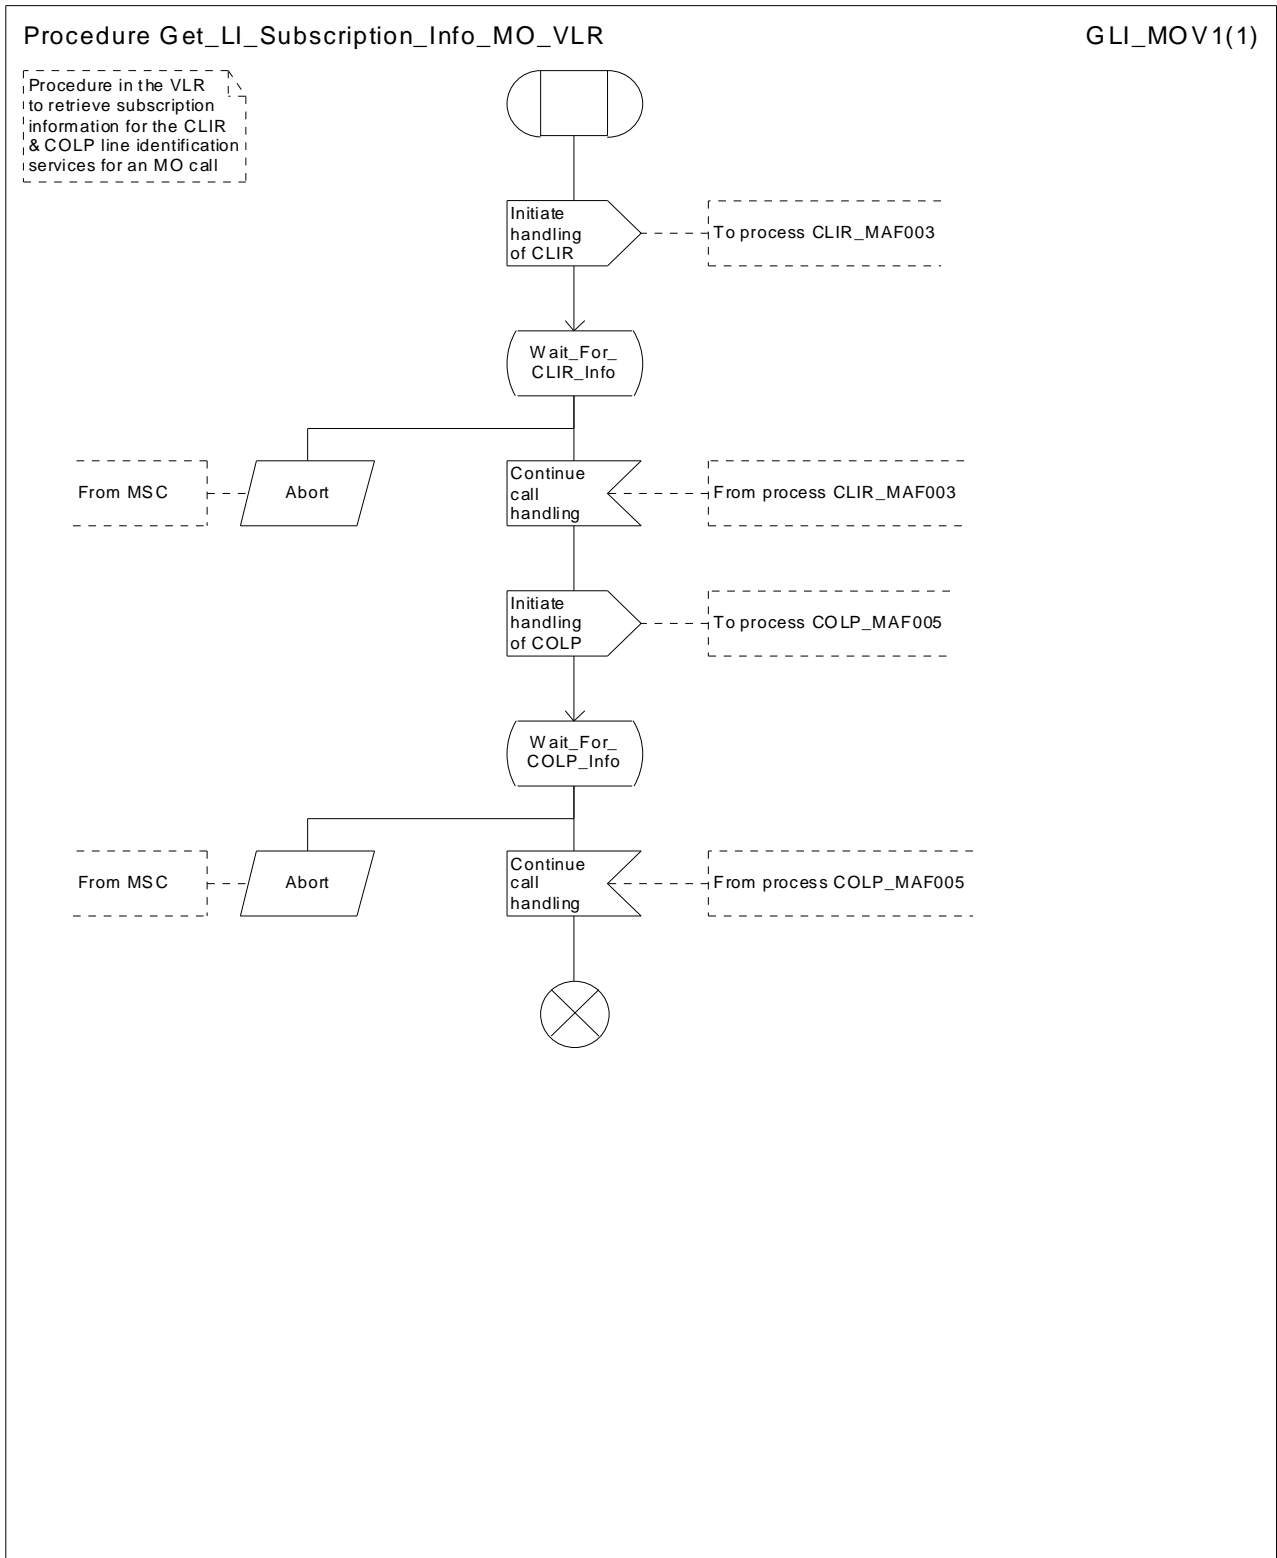 Procedure Get_LI_Subscription_Info_MO_VLR
GLI_MOV1(1)
Procedure in the VLR
to retrieve subscription
information for the CLIR
& COLP line identification
services for an MO call
Initiate
handling
of CLIR
To process CLIR_MAF003
Wait_For_
CLIR_Info
From MSC
Abort
Continue
call
handling
From process CLIR_MAF003
Initiate
handling
of COLP
To process COLP_MAF005
Wait_For_
COLP_Info
From MSC
Abort
Continue
call
handling
From process COLP_MAF005